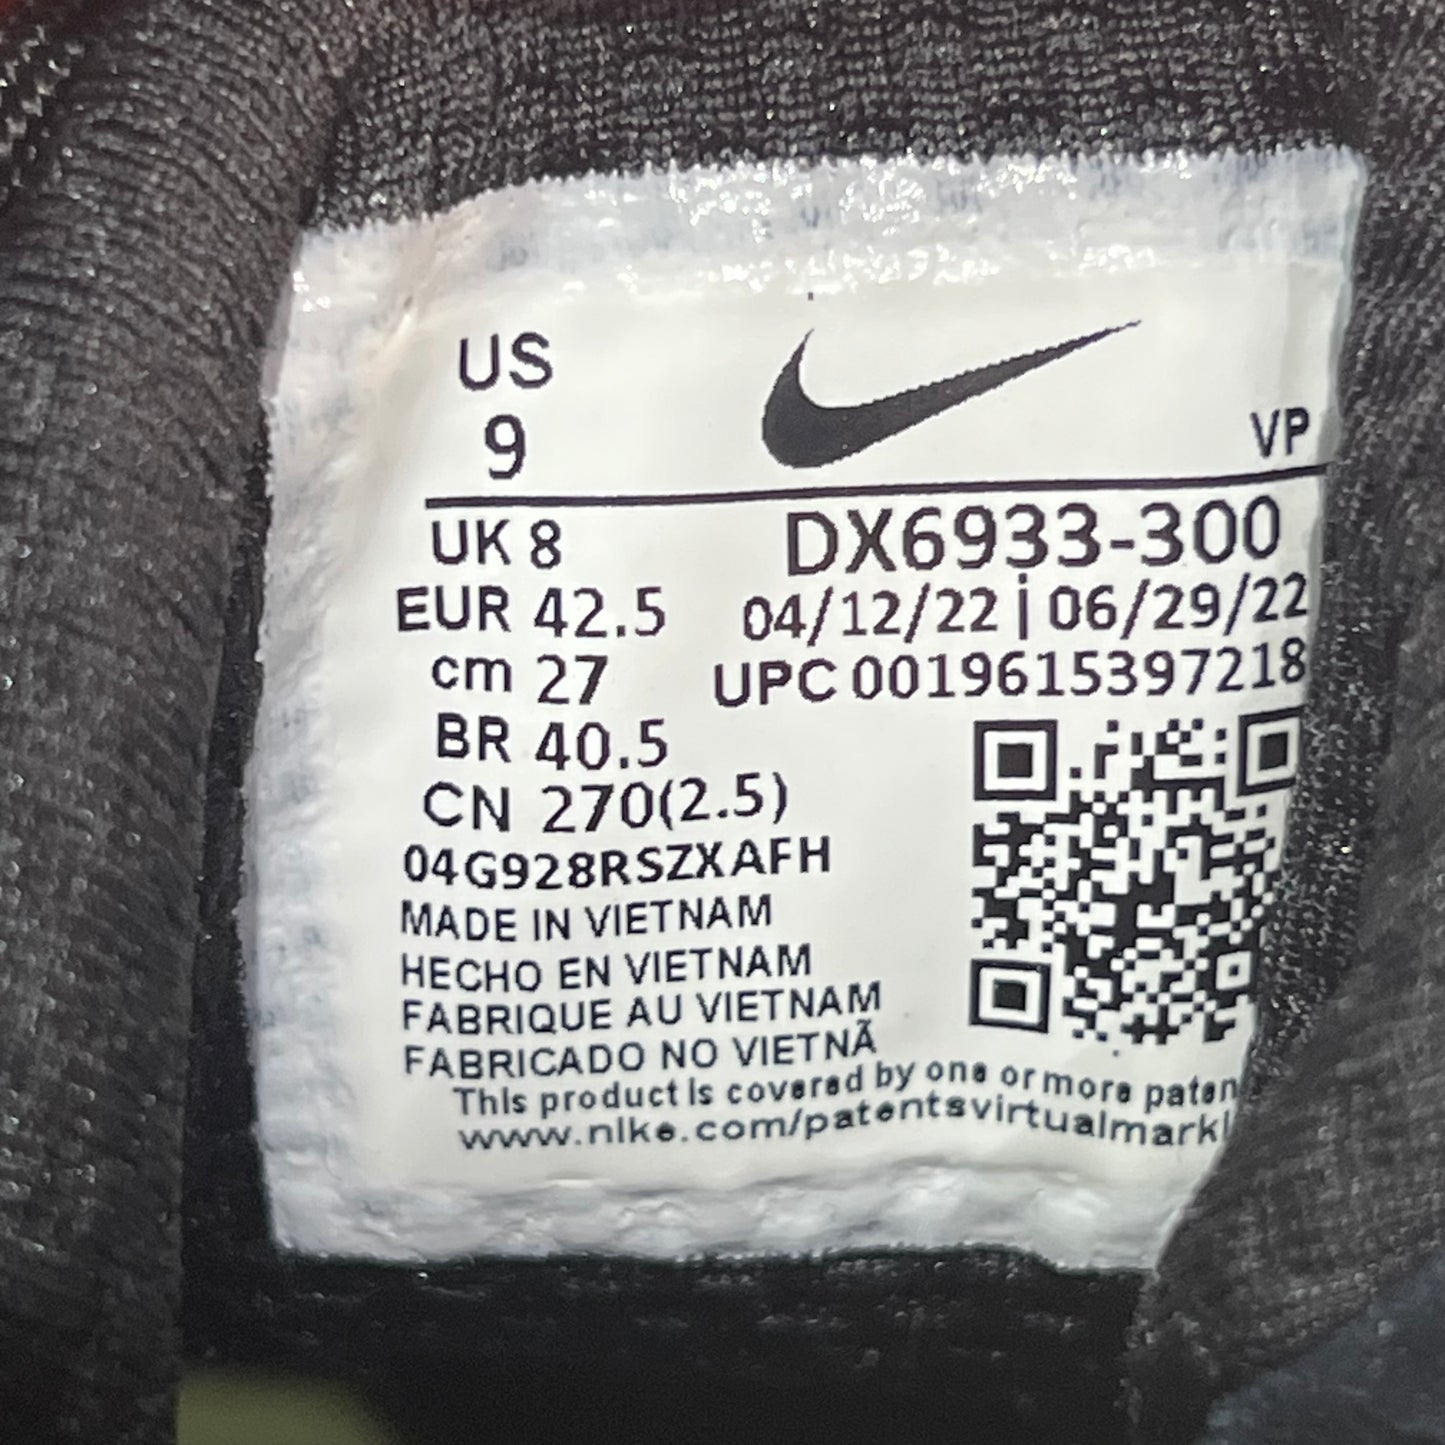 US
9
VP
UK 8
DX6933-300
EUR 42.5
04/12/22 | 06/29/22
cm 27
UPC 0019615397218
BR 40.5
CN 270(2.5)
04G928RSZXAFH
MADE IN VIETNAM
HECHO EN VIETNAM
FABRIQUE AU VIETNAM
FABRICADO NO VIETNÃ
This product is covered by one or more
www.nike.com/patentsvirtualmark